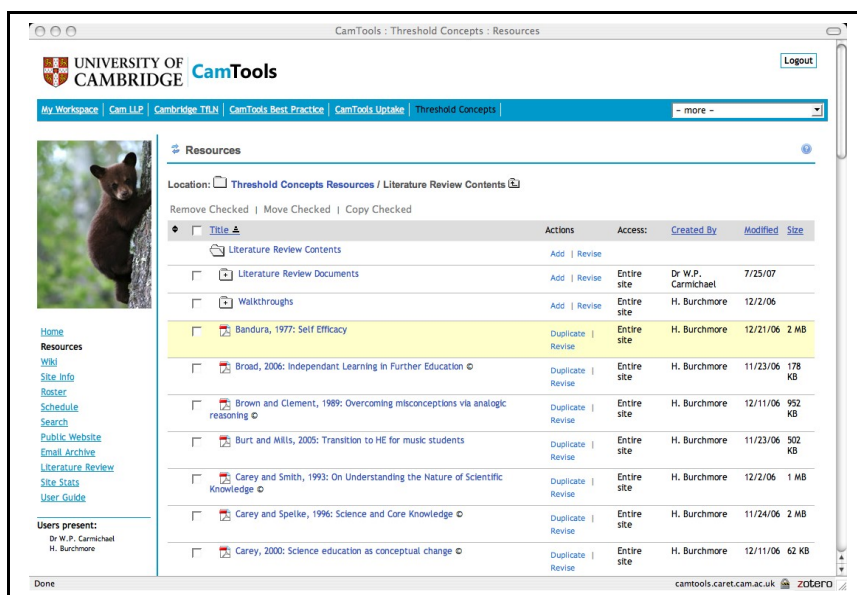 CamTools : Threshold Concepts : Resources
UNIVERSITY OF
CAMBRIDGE
CamTools
Logout
My Workspace | Cam LLP | Cambridge TfLN | CamTools Best Practice | CamTools Uptake | Threshold Concepts
- more -
Resources
Location: Threshold Concepts Resources / Literature Review Contents
Remove Checked | Move Checked | Copy Checked
Title Actions Access: Created By Modified Size
Literature Review Contents Add | Revise
Literature Review Documents Add | Revise Entire site Dr W.P. Carmichael 7/25/07
Walkthroughs Add | Revise Entire site H. Burchmore 12/2/06
Bandura, 1977: Self Efficacy Duplicate | Revise Entire site H. Burchmore 12/21/06 2 MB
Broad, 2006: Independant Learning in Further Education © Duplicate | Revise Entire site H. Burchmore 11/23/06 178 KB
Brown and Clement, 1989: Overcoming misconceptions via analogic reasoning © Duplicate | Revise Entire site H. Burchmore 12/11/06 952 KB
Burt and Mills, 2005: Transition to HE for music students Duplicate | Revise Entire site H. Burchmore 11/23/06 502 KB
Carey and Smith, 1993: On Understanding the Nature of Scientific Knowledge © Duplicate | Revise Entire site H. Burchmore 12/2/06 1 MB
Carey and Spelke, 1996: Science and Core Knowledge © Duplicate | Revise Entire site H. Burchmore 11/24/06 2 MB
Carey, 2000: Science education as conceptual change © Duplicate | Revise Entire site H. Burchmore 12/11/06 62 KB
Home
Resources
Wiki
Site Info
Roster
Schedule
Search
Public Website
Email Archive
Literature Review
Site Stats
User Guide
Users present:
Dr W.P. Carmichael
H. Burchmore
Done
camtools.caret.cam.ac.uk zotero